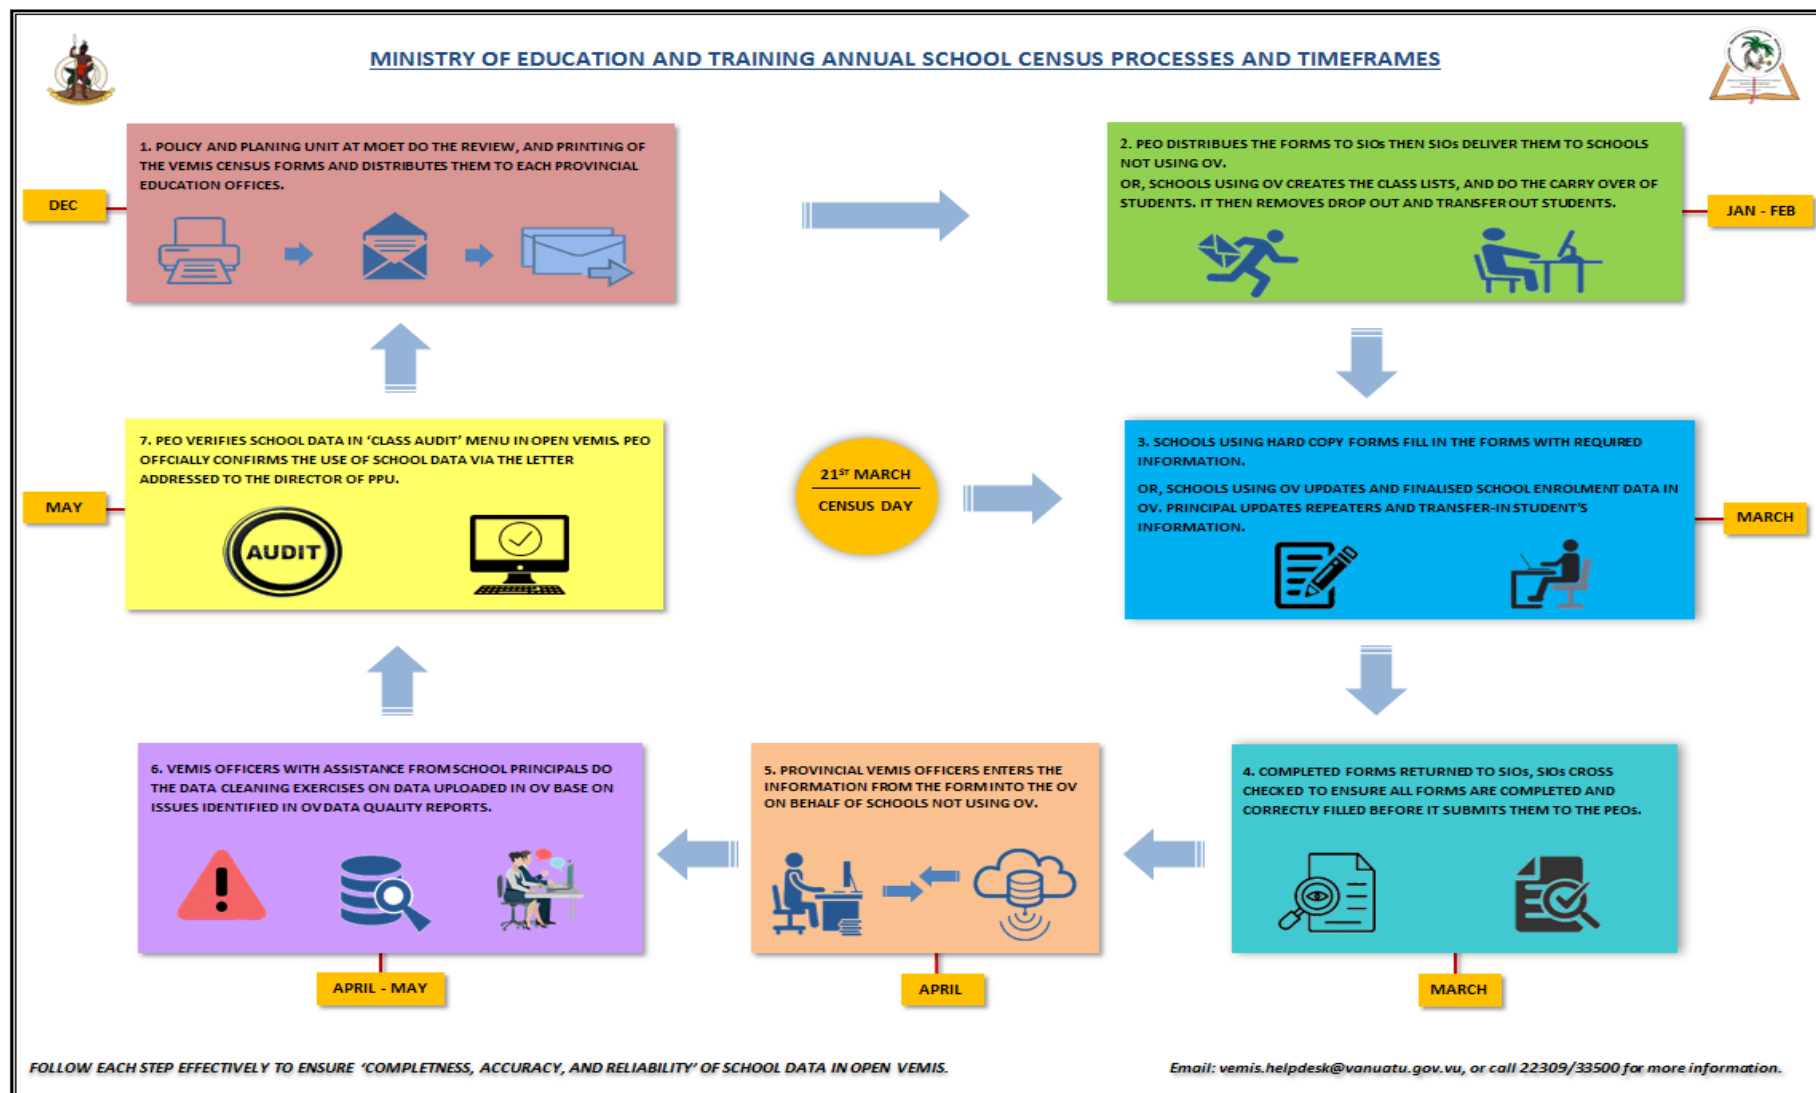 MINISTRY OF EDUCATION AND TRAINING ANNUAL SCHOOL CENSUS PROCESSES AND TIMEFRAMES
1. POLICY AND PLANING UNIT AT MOET DO THE REVIEW, AND PRINTING OF
THE VEMIS CENSUS FORMS AND DISTRIBUTES THEM TO EACH PROVINCIAL
EDUCATION OFFICES.
DEC
2. PEO DISTRIBUES THE FORMS TO SIOs THEN SIOs DELIVER THEM TO SCHOOLS
NOT USING OV.
OR, SCHOOLS USING OV CREATES THE CLASS LISTS, AND DO THE CARRY OVER OF
STUDENTS. IT THEN REMOVES DROP OUT AND TRANSFER OUT STUDENTS.
JAN - FEB
21ST MARCH
CENSUS DAY
3. SCHOOLS USING HARD COPY FORMS FILL IN THE FORMS WITH REQUIRED
INFORMATION.
OR, SCHOOLS USING OV UPDATES AND FINALISED SCHOOL ENROLMENT DATA IN
OV. PRINCIPAL UPDATES REPEATERS AND TRANSFER-IN STUDENT'S
INFORMATION.
MARCH
4. COMPLETED FORMS RETURNED TO SIOs, SIOs CROSS
CHECKED TO ENSURE ALL FORMS ARE COMPLETED AND
CORRECTLY FILLED BEFORE IT SUBMITS THEM TO THE PEOs.
MARCH
5. PROVINCIAL VEMIS OFFICERS ENTERS THE
INFORMATION FROM THE FORM INTO THE OV
ON BEHALF OF SCHOOLS NOT USING OV.
APRIL
6. VEMIS OFFICERS WITH ASSISTANCE FROM SCHOOL PRINCIPALS DO
THE DATA CLEANING EXERCISES ON DATA UPLOADED IN OV BASE ON
ISSUES IDENTIFIED IN OV DATA QUALITY REPORTS.
APRIL - MAY
7. PEO VERIFIES SCHOOL DATA IN 'CLASS AUDIT' MENU IN OPEN VEMIS. PEO
OFFCIALLY CONFIRMS THE USE OF SCHOOL DATA VIA THE LETTER
ADDRESSED TO THE DIRECTOR OF PPU.
AUDIT
MAY
FOLLOW EACH STEP EFFECTIVELY TO ENSURE 'COMPLETNESS, ACCURACY, AND RELIABILITY' OF SCHOOL DATA IN OPEN VEMIS.
Email: vemis.helpdesk@vanuatu.gov.vu, or call 22309/33500 for more information.